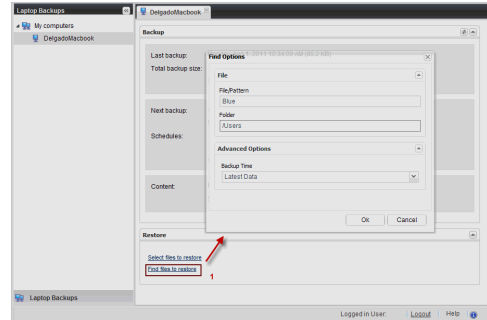 Laptop Backups
My computers
DelgadoMacbook
DelgadoMacbook
Backup
Last backup:
Total backup size:
Next backup:
Schedules:
Content:
Find Options
File
File/Pattern
Blue
Folder
/Users
Advanced Options
Backup Time
Latest Data
Ok
Cancel
Restore
Select files to restore
Find files to restore
1
Laptop Backups
Logged in User:
Logout
Help